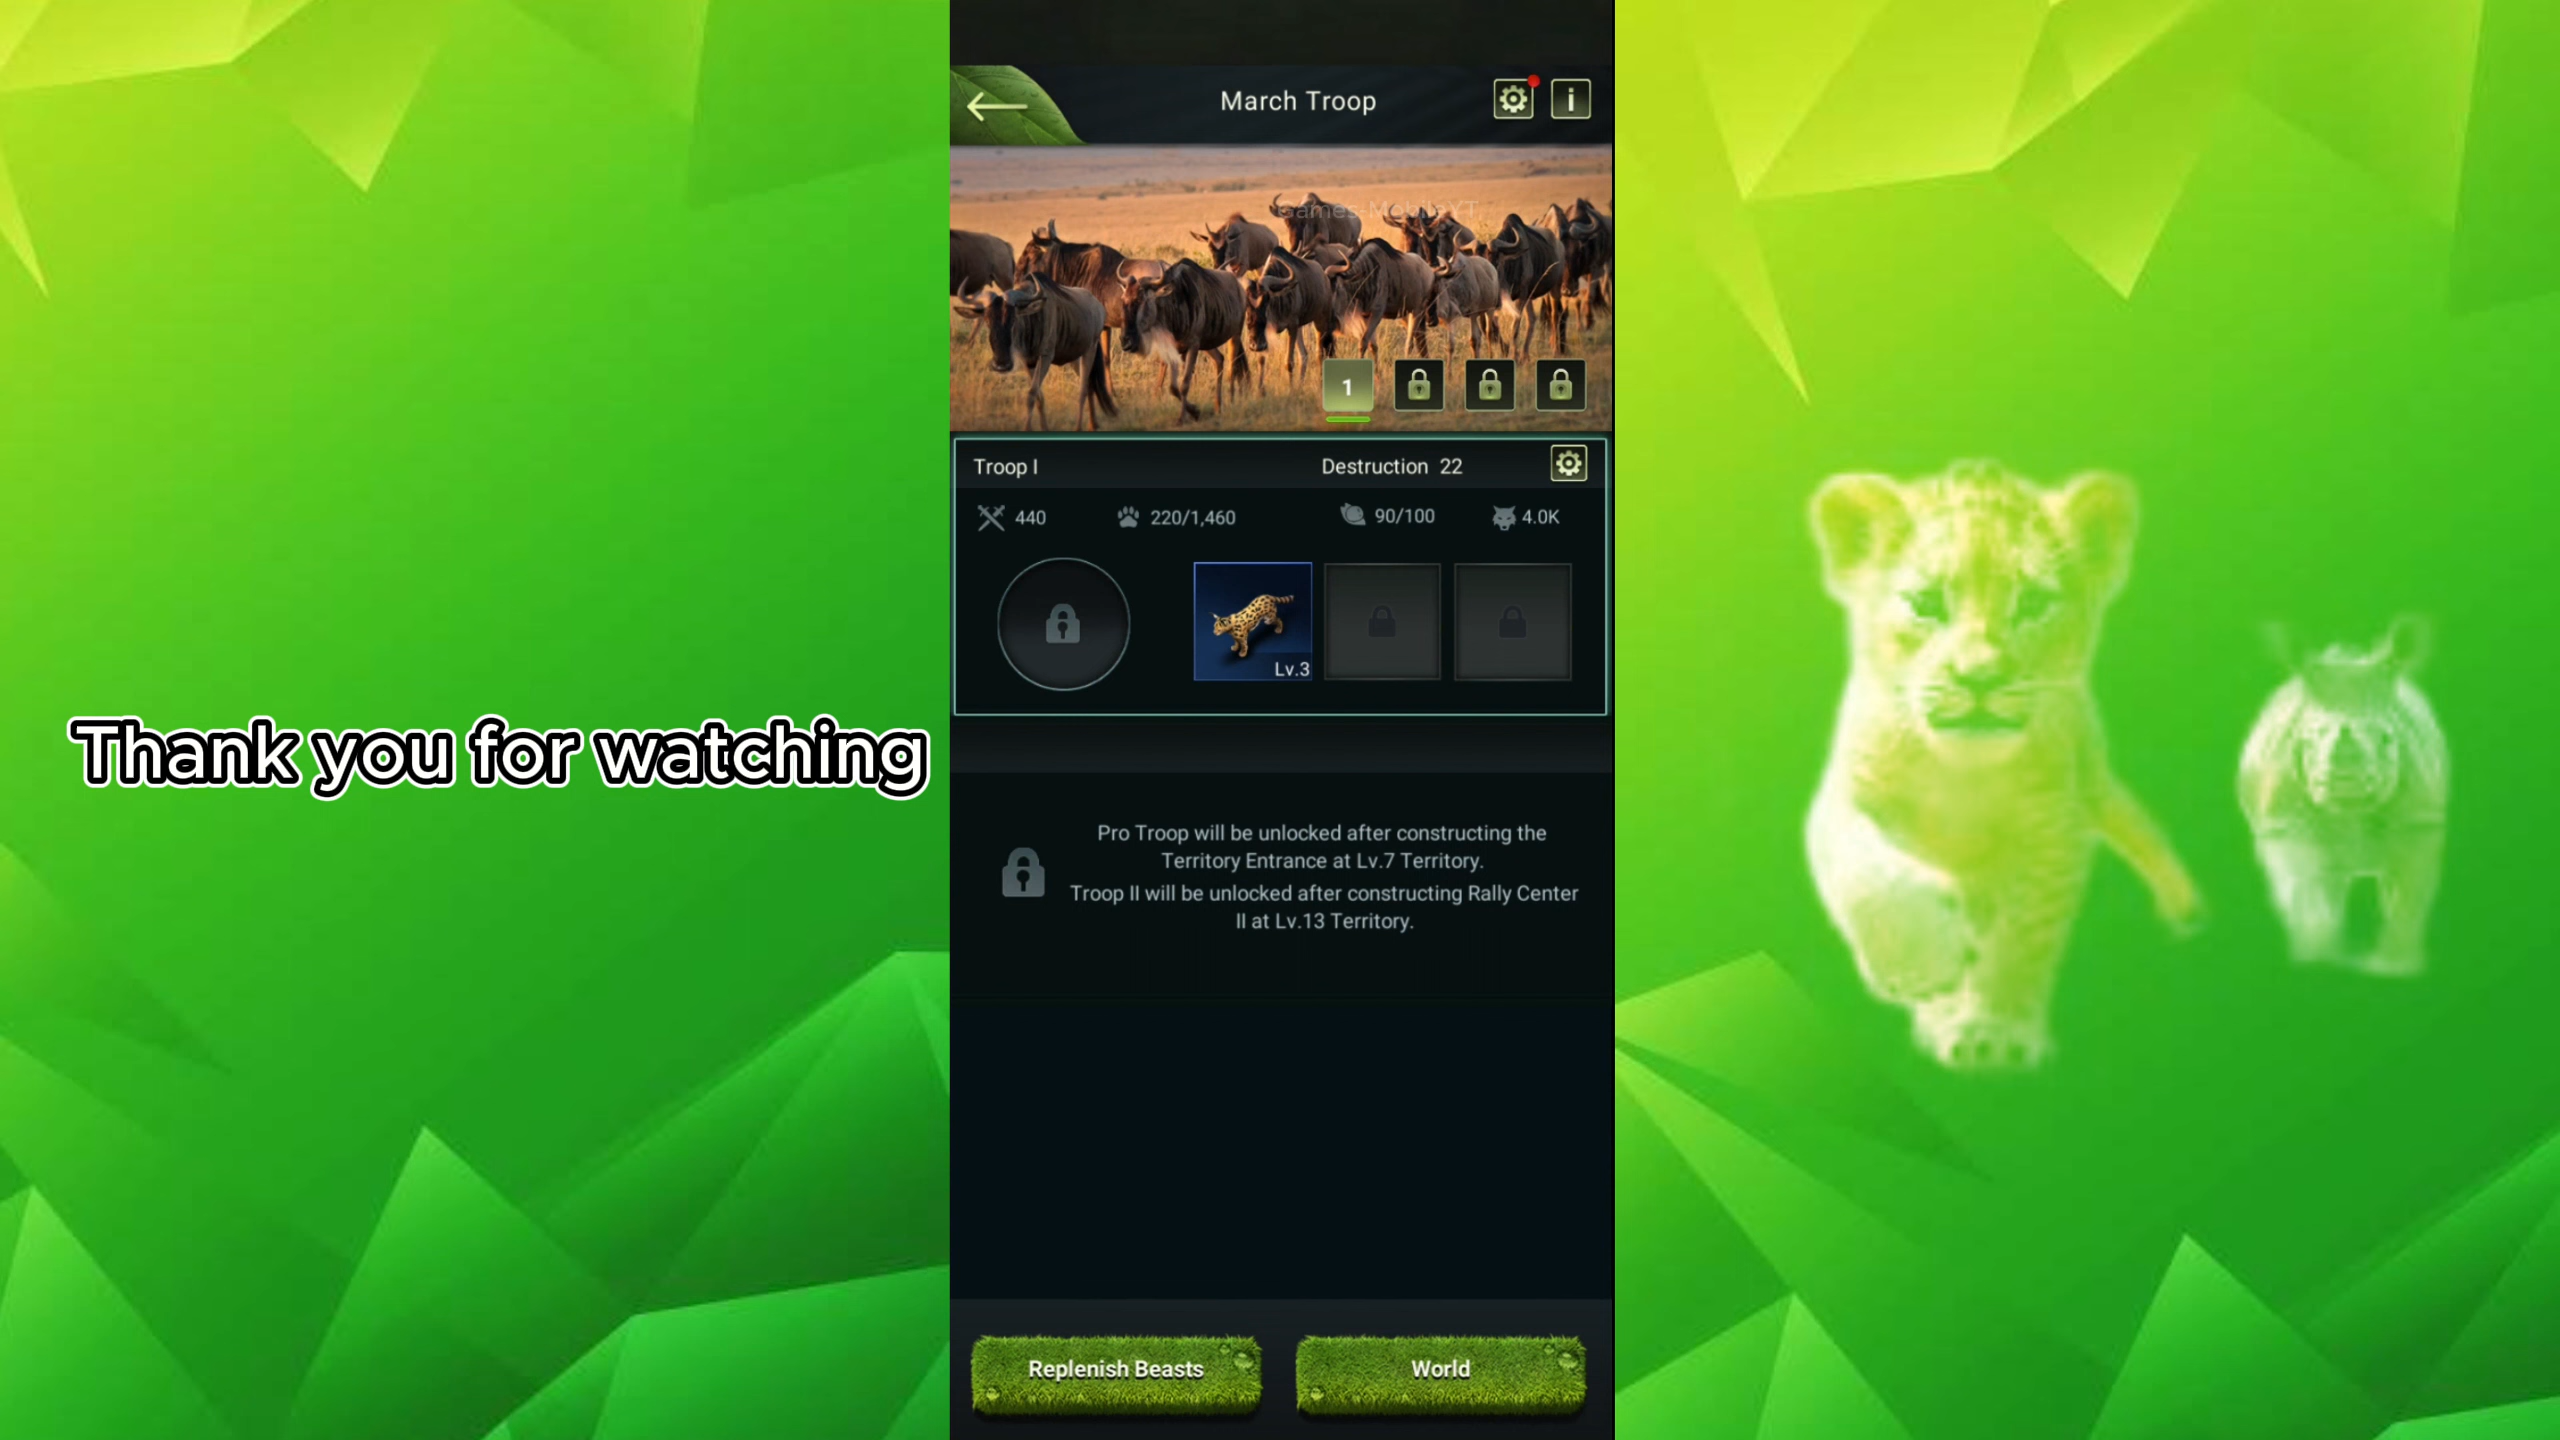 March Troop
Games-MobileYT
1
Troop I
Destruction 22
440
220/1,460
90/100
4.0K
Lv.3
Thank you for watching
Pro Troop will be unlocked after constructing the
Territory Entrance at Lv.7 Territory.
Troop II will be unlocked after constructing Rally Center
II at Lv.13 Territory.
Replenish Beasts
World